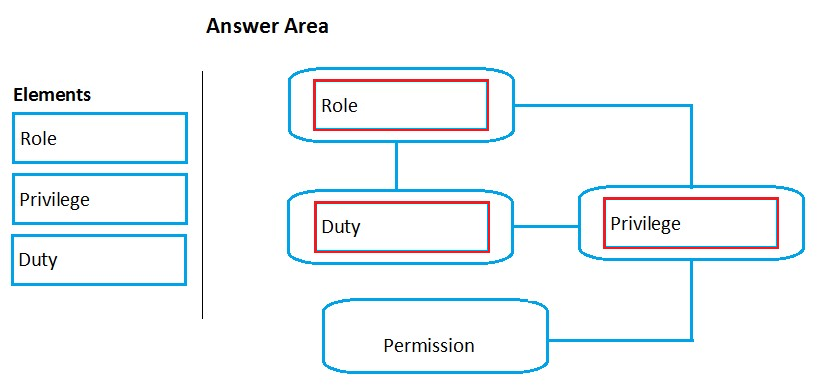 Answer Area
Elements
Role
Privilege
Duty
Role
Duty
Privilege
Permission